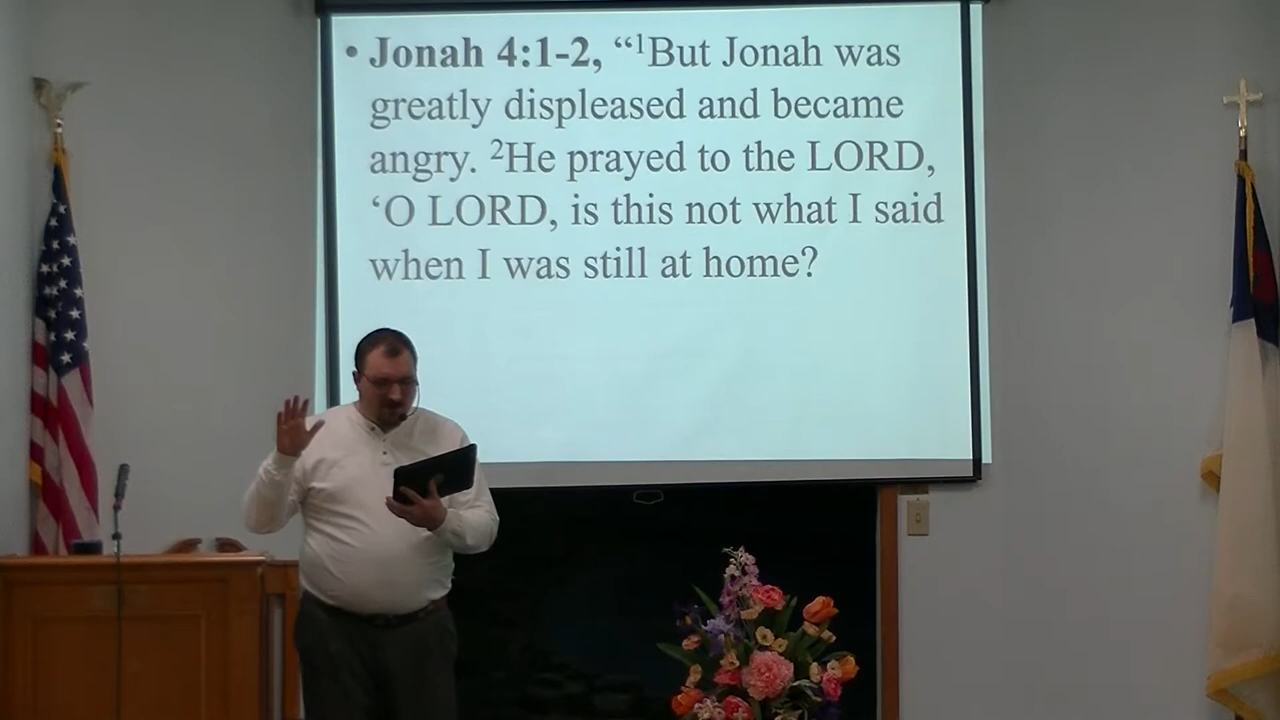 • Jonah 4:1-2, “¹But Jonah was
greatly displeased and became
angry. ²He prayed to the LORD,
‘O LORD, is this not what I said
when I was still at home?